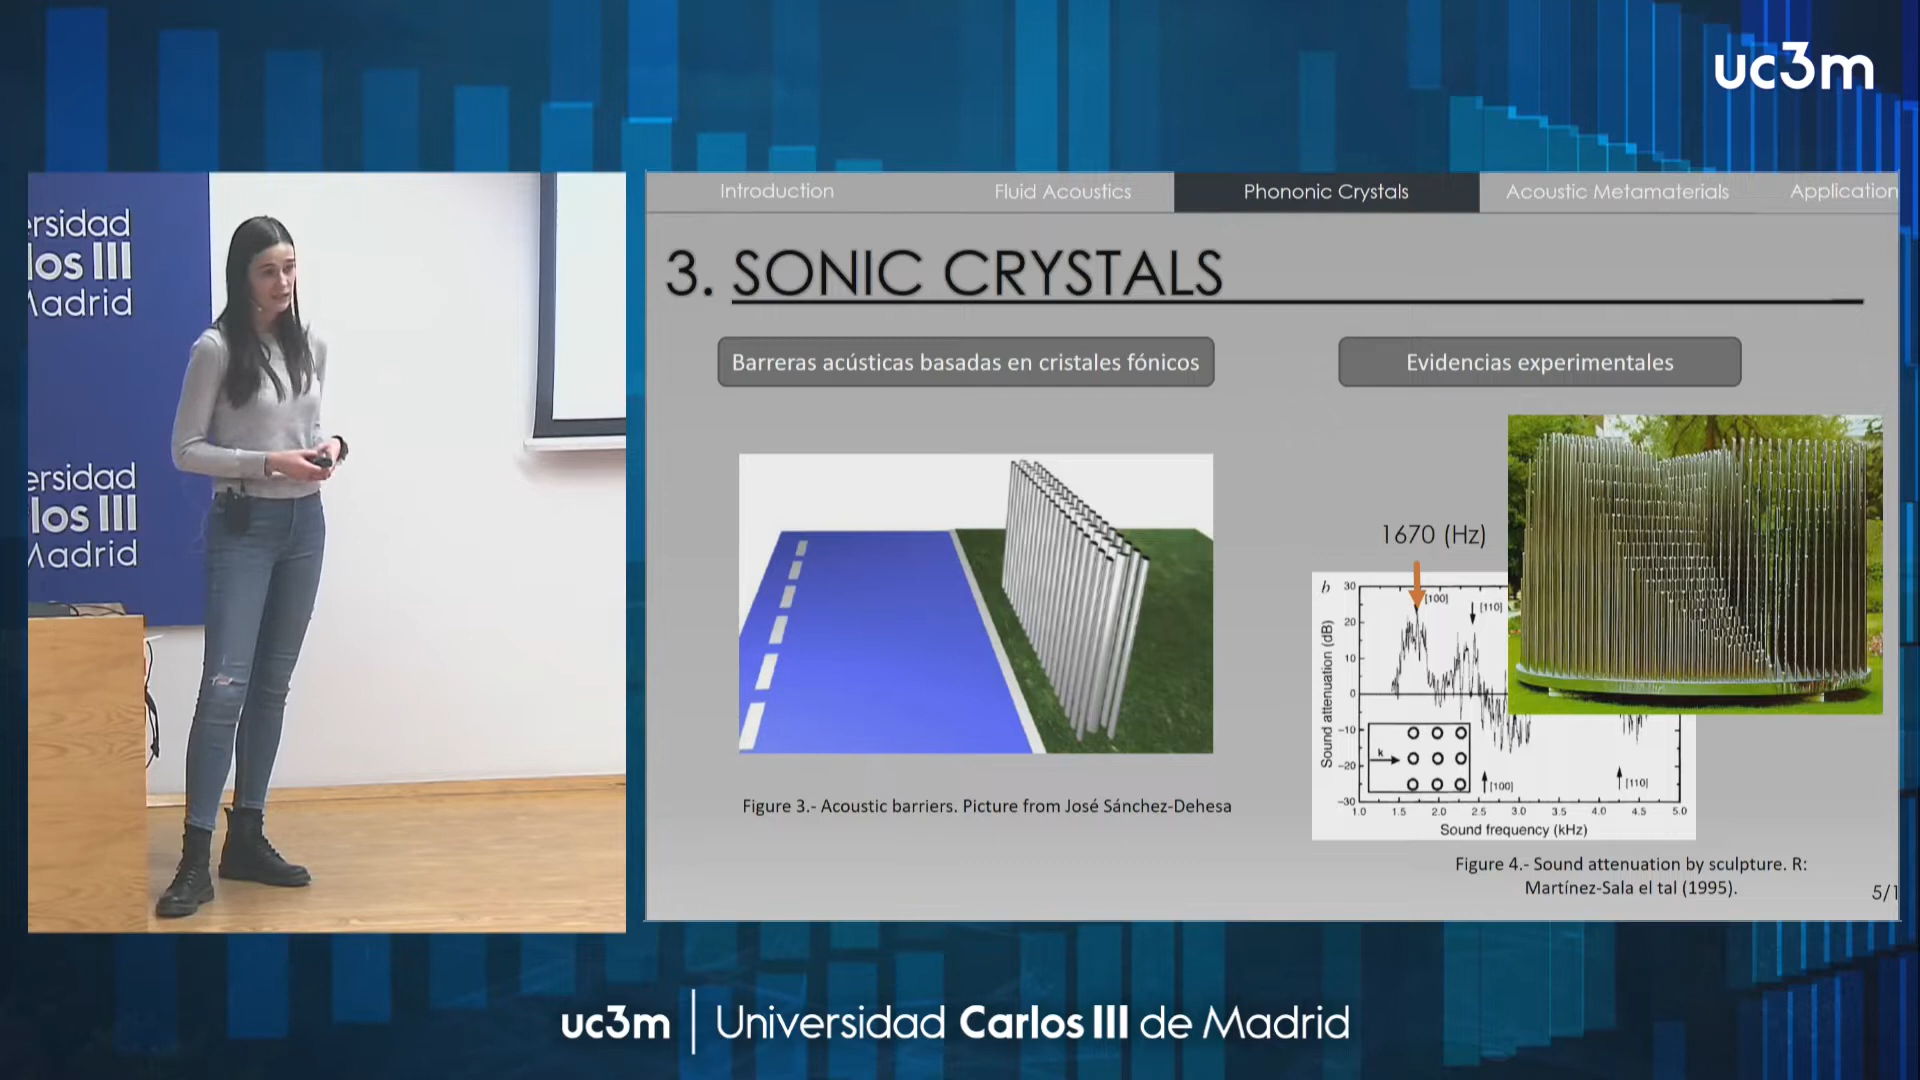 uc3m
ersidad
los III
Madrid
ersidad
los III
Madrid
Introduction
Fluid Acoustics
Phononic Crystals
Acoustic Metamaterials
Application
3. SONIC CRYSTALS
Barreras acústicas basadas en cristales fónicos
Evidencias experimentales
1670 (Hz)
b
30
20
10
0
-10
-20
-30
Sound attenuation (dB)
[100]
[110]
k
[100]
[110]
1.0 1.5 2.0 2.5 3.0 3.5 4.0 4.5 5.0
Sound frequency (kHz)
Figure 3.- Acoustic barriers. Picture from José Sánchez-Dehesa
Figure 4.- Sound attenuation by sculpture. R:
Martínez-Sala el tal (1995).
5/1
uc3m | Universidad Carlos III de Madrid